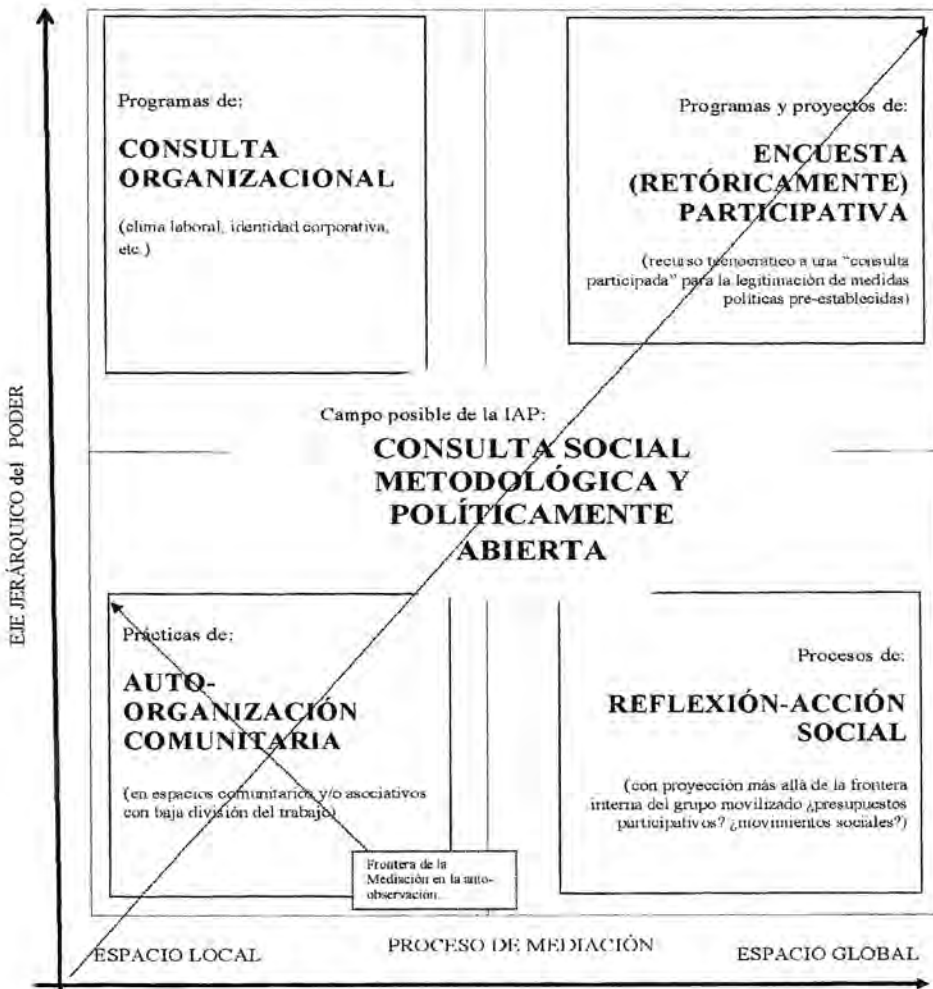 Programas de:
CONSULTA
ORGANIZACIONAL
(clima laboral, identidad corporativa,
etc.)
Programas y proyectos de:
ENCUESTA
(RETÓRICAMENTE)
PARTICIPATIVA
(recurso tecnocrático a una “consulta
participada” para la legitimación de medidas
políticas pre-establecidas)
EJE JERÁRQUICO del PODER
Campo posible de la IAP:
CONSULTA SOCIAL
METODOLÓGICA Y
POLÍTICAMENTE
ABIERTA
Prácticas de:
AUTO-
ORGANIZACIÓN
COMUNITARIA
(en espacios comunitarios y/o asociativos
con baja división del trabajo)
Procesos de:
REFLEXIÓN-ACCIÓN
SOCIAL
(con proyección más allá de la frontera
interna del grupo movilizado ¿presupuestos
participativos? ¿movimientos sociales?)
Frontera de la
Mediación en la auto-
observación.
ESPACIO LOCAL
PROCESO DE MEDIACIÓN
ESPACIO GLOBAL